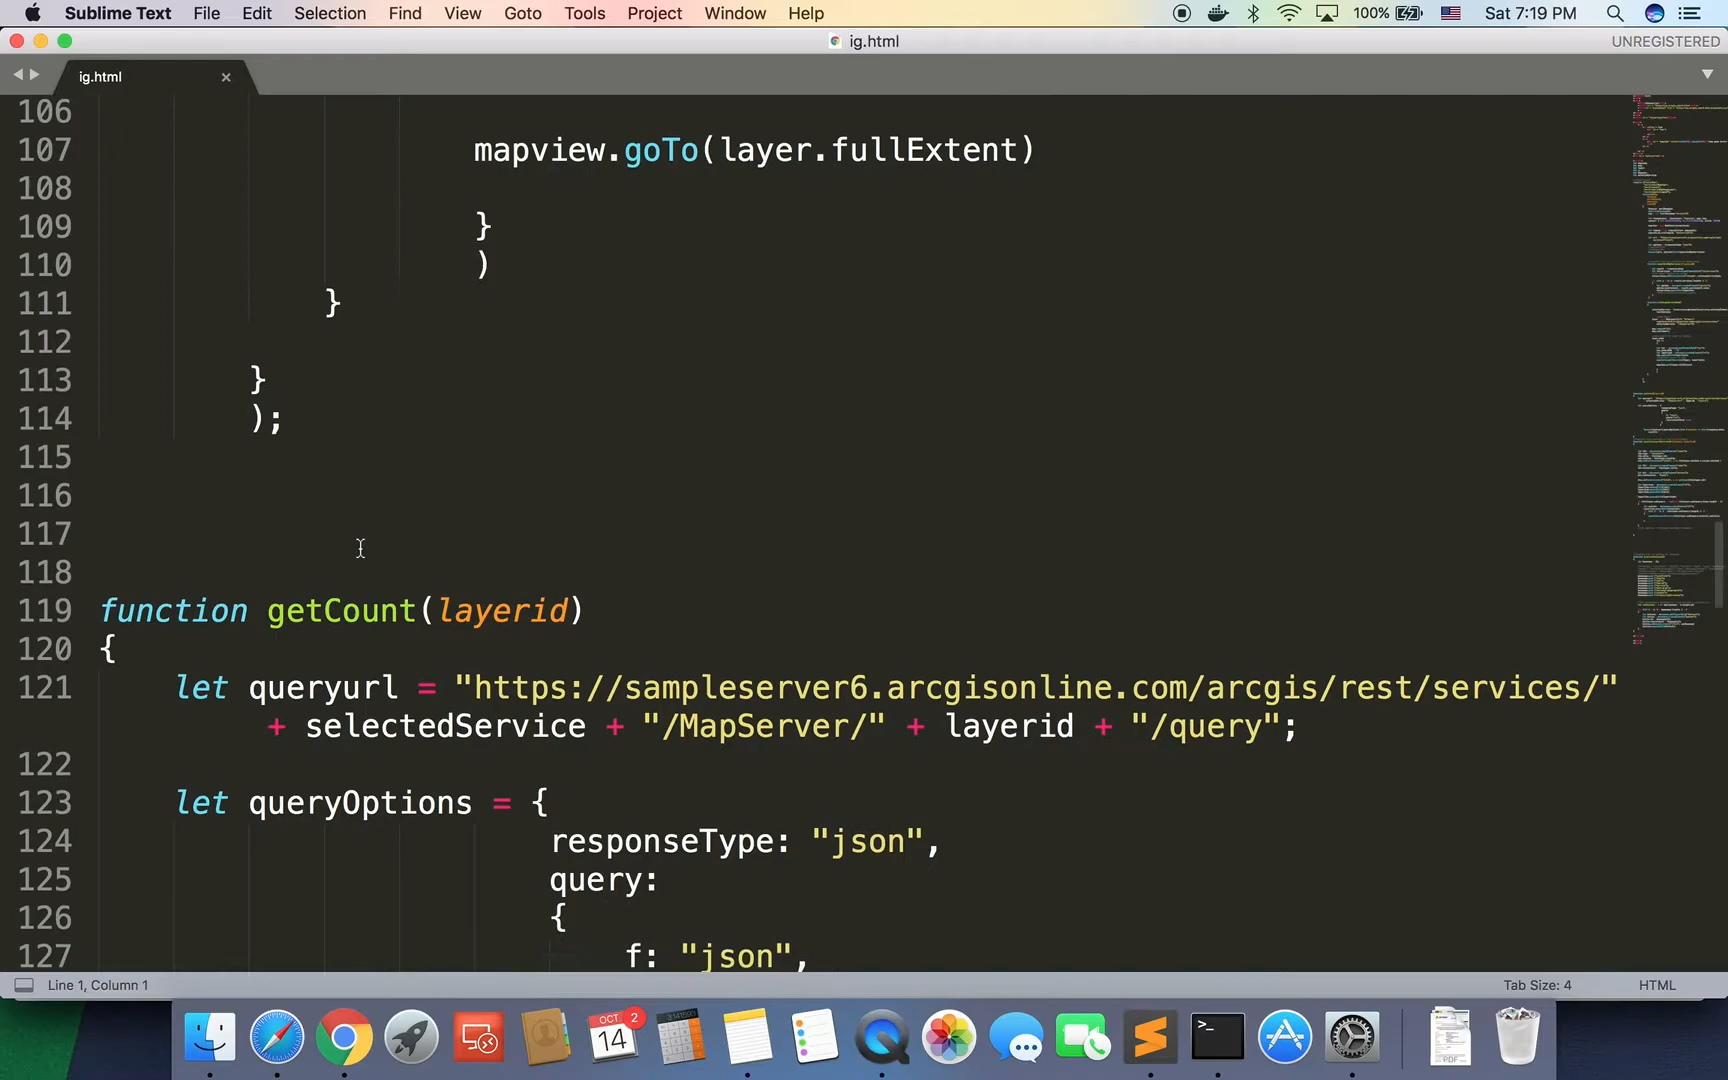 Sublime Text File Edit Selection Find View Goto Tools Project Window Help 100% Sat 7:19 PM
ig.html UNREGISTERED
ig.html ×
106
107 mapview.goTo(layer.fullExtent)
108
109 }
110 )
111 }
112
113 }
114 );
115
116
117
118
119 function getCount(layerid)
120 {
121 let queryurl = "https://sampleserver6.arcgisonline.com/arcgis/rest/services/"
+ selectedService + "/MapServer/" + layerid + "/query";
122
123 let queryOptions = {
124 responseType: "json",
125 query:
126 {
127 f: "json",
Line 1, Column 1 Tab Size: 4 HTML
OCT 2
14
>_
PDF